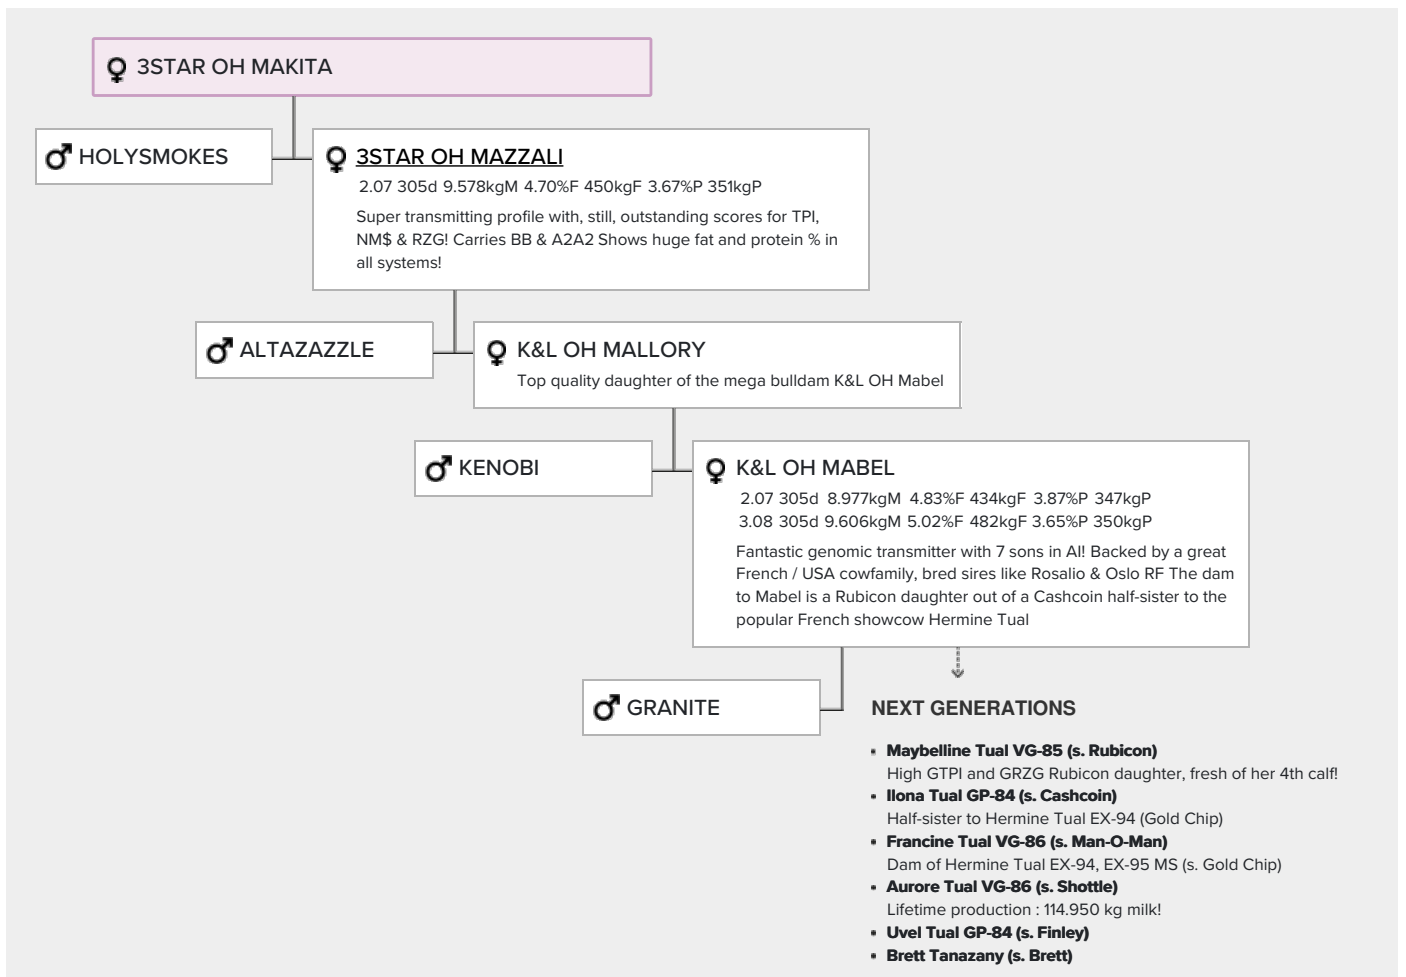 3STAR OH MAKITA
HOLYSMOKES
3STAR OH MAZZALI
2.07 305d 9.578kgM 4.70%F 450kgF 3.67%P 351kgP
Super transmitting profile with, still, outstanding scores for TPI,
NM$ & RZG! Carries BB & A2A2 Shows huge fat and protein % in
all systems!
ALTAZAZZLE
K&L OH MALLORY
Top quality daughter of the mega bulldam K&L OH Mabel
KENOBI
K&L OH MABEL
2.07 305d 8.977kgM 4.83%F 434kgF 3.87%P 347kgP
3.08 305d 9.606kgM 5.02%F 482kgF 3.65%P 350kgP
Fantastic genomic transmitter with 7 sons in AI! Backed by a great
French / USA cowfamily, bred sires like Rosalio & Oslo RF The dam
to Mabel is a Rubicon daughter out of a Cashcoin half-sister to the
popular French showcow Hermine Tual
GRANITE
NEXT GENERATIONS
Maybelline Tual VG-85 (s. Rubicon)
High GTPI and GRZG Rubicon daughter, fresh of her 4th calf!
Ilona Tual GP-84 (s. Cashcoin)
Half-sister to Hermine Tual EX-94 (Gold Chip)
Francine Tual VG-86 (s. Man-O-Man)
Dam of Hermine Tual EX-94, EX-95 MS (s. Gold Chip)
Aurore Tual VG-86 (s. Shottle)
Lifetime production : 114.950 kg milk!
Uvel Tual GP-84 (s. Finley)
Brett Tanazany (s. Brett)